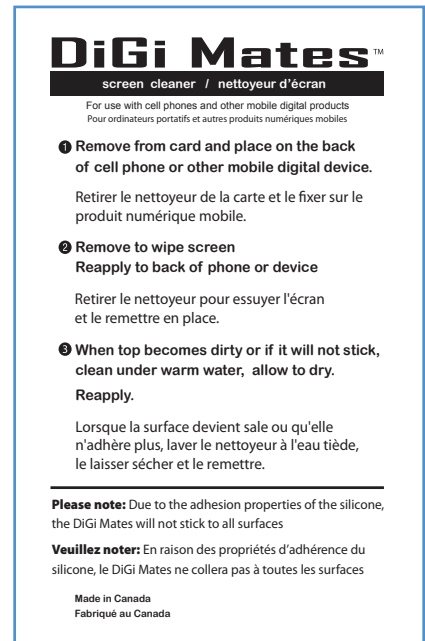 DiGi Mates™
screen cleaner / nettoyeur d'écran
For use with cell phones and other mobile digital products
Pour ordinateurs portatifs et autres produits numériques mobiles
❶ Remove from card and place on the back
of cell phone or other mobile digital device.
Retirer le nettoyeur de la carte et le fixer sur le
produit numérique mobile.
❷ Remove to wipe screen
Reapply to back of phone or device
Retirer le nettoyeur pour essuyer l'écran
et le remettre en place.
❸ When top becomes dirty or if it will not stick,
clean under warm water, allow to dry.
Reapply.
Lorsque la surface devient sale ou qu'elle
n'adhère plus, laver le nettoyeur à l'eau tiède,
le laisser sécher et le remettre.
Please note: Due to the adhesion properties of the silicone,
the DiGi Mates will not stick to all surfaces
Veuillez noter: En raison des propriétés d'adhérence du
silicone, le DiGi Mates ne collera pas à toutes les surfaces
Made in Canada
Fabriqué au Canada